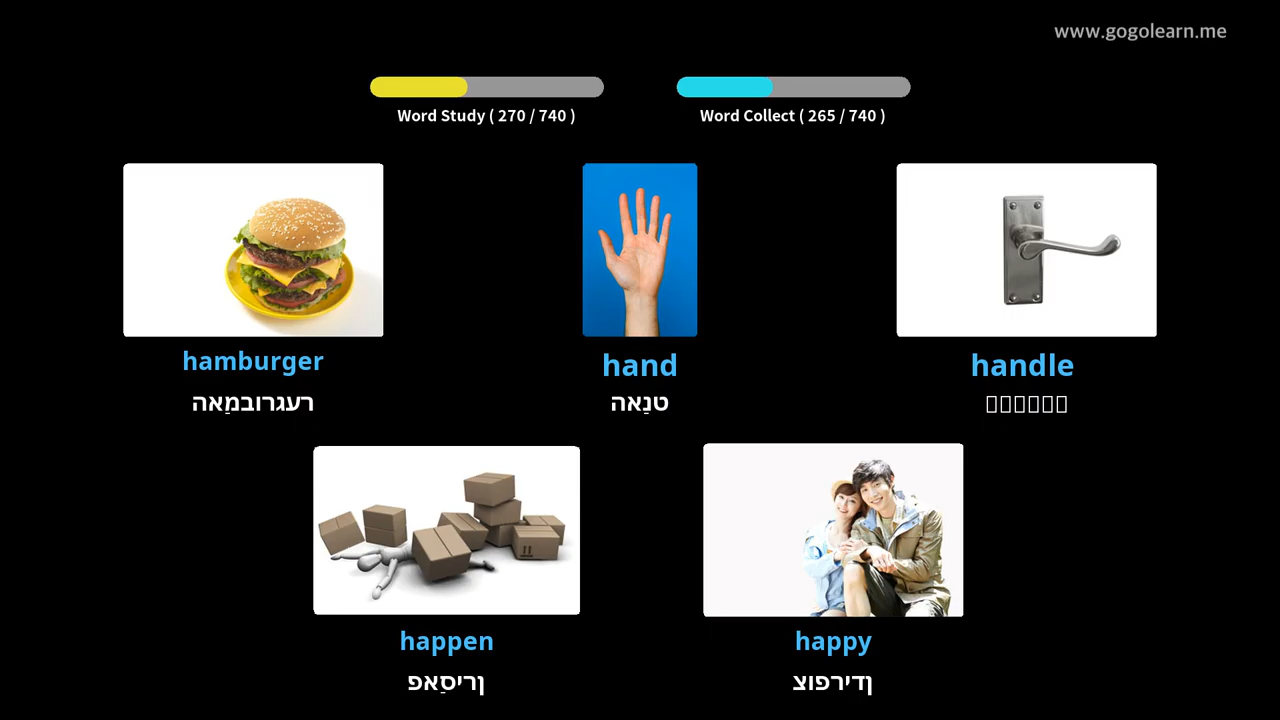 www.gogolearn.me
Word Study ( 270 / 740 )
Word Collect ( 265 / 740 )
hamburger
hand
handle
רעגרובמַאה
טנַאה
happen
happy
ןריסַאפ
ןדירפוצ